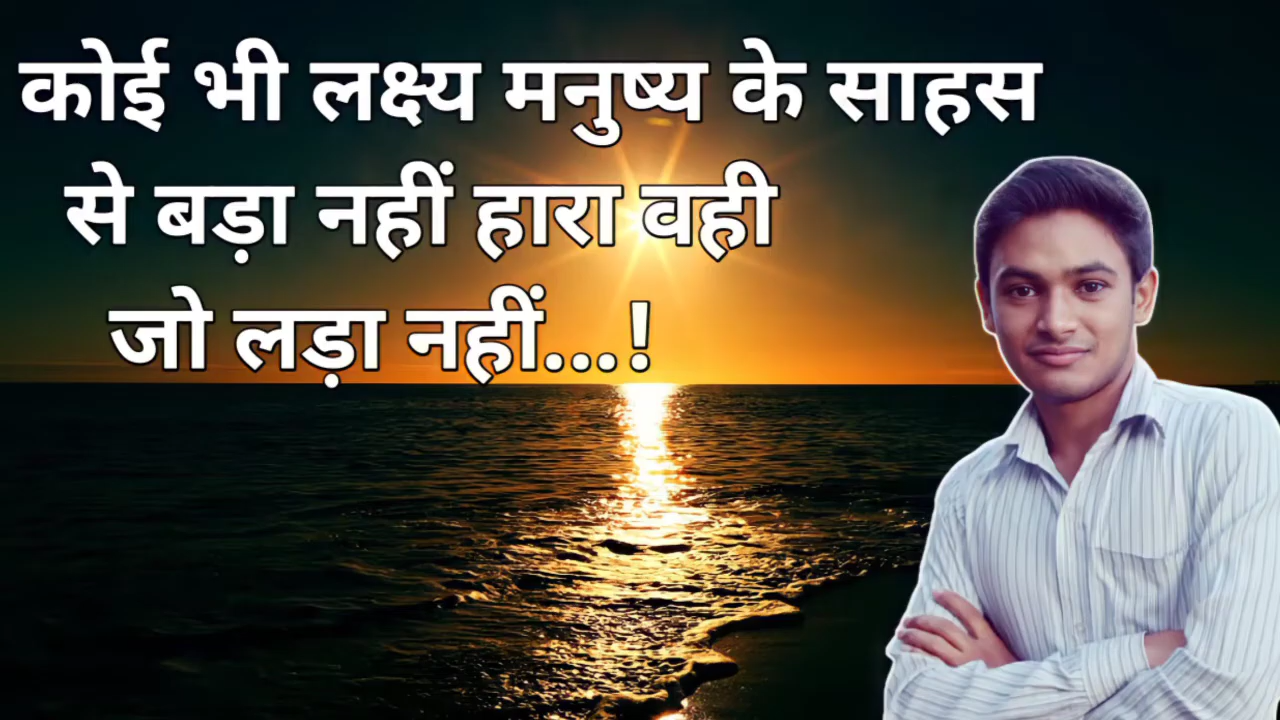 कोई भी लक्ष्य मनुष्य के साहस
से बड़ा नहीं हारा वही
जो लड़ा नहीं...!